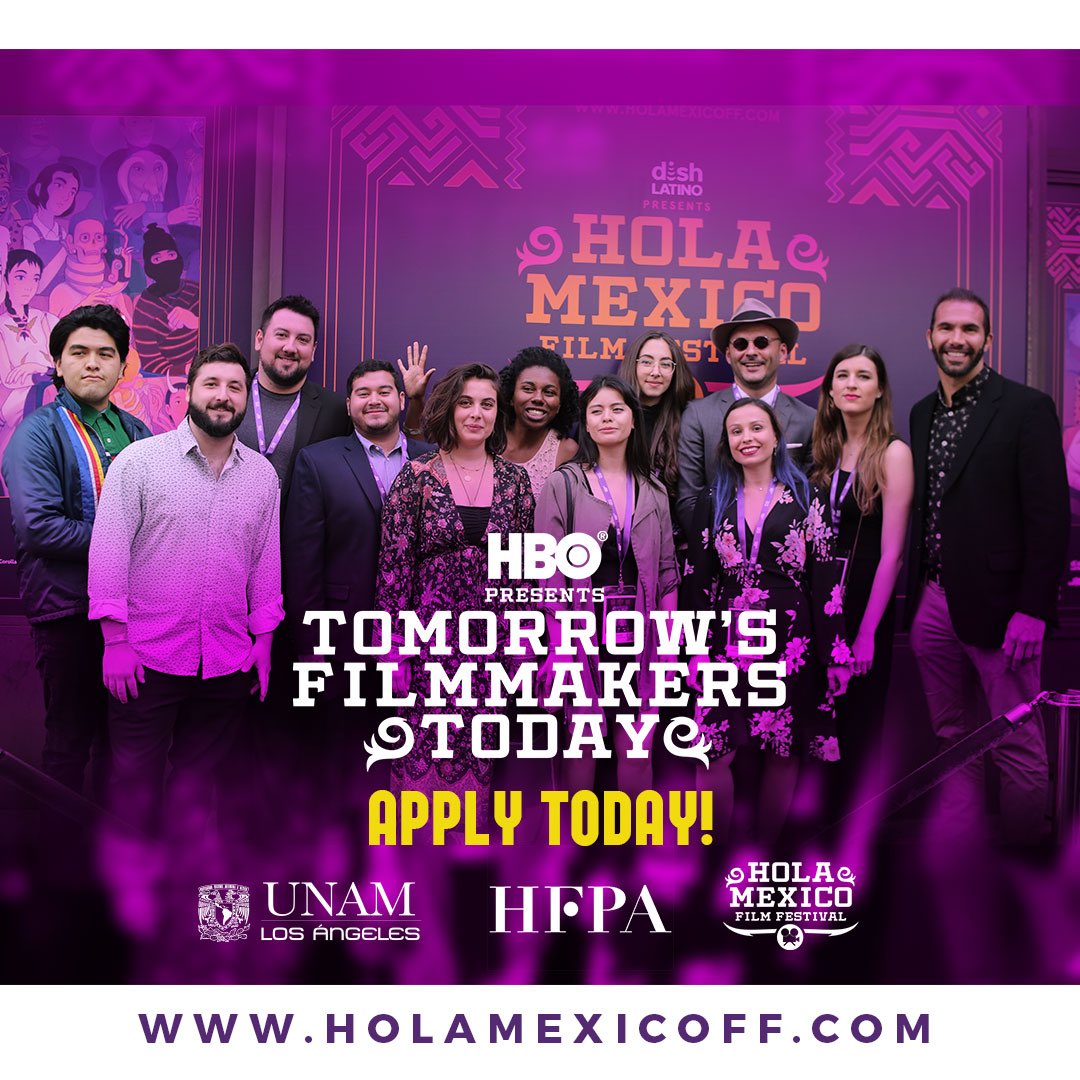 WWW.HOLAMEXICOFF.COM
dish
LATINO
PRESENTS
HOLA
MEXICO
FILM
HBO®
PRESENTS
TOMORROW'S
FILMMAKERS
TODAY
APPLY TODAY!
UNAM
LOS ÁNGELES
HFPA
HOLA
MEXICO
FILM FESTIVAL
WWW.HOLAMEXICOFF.COM